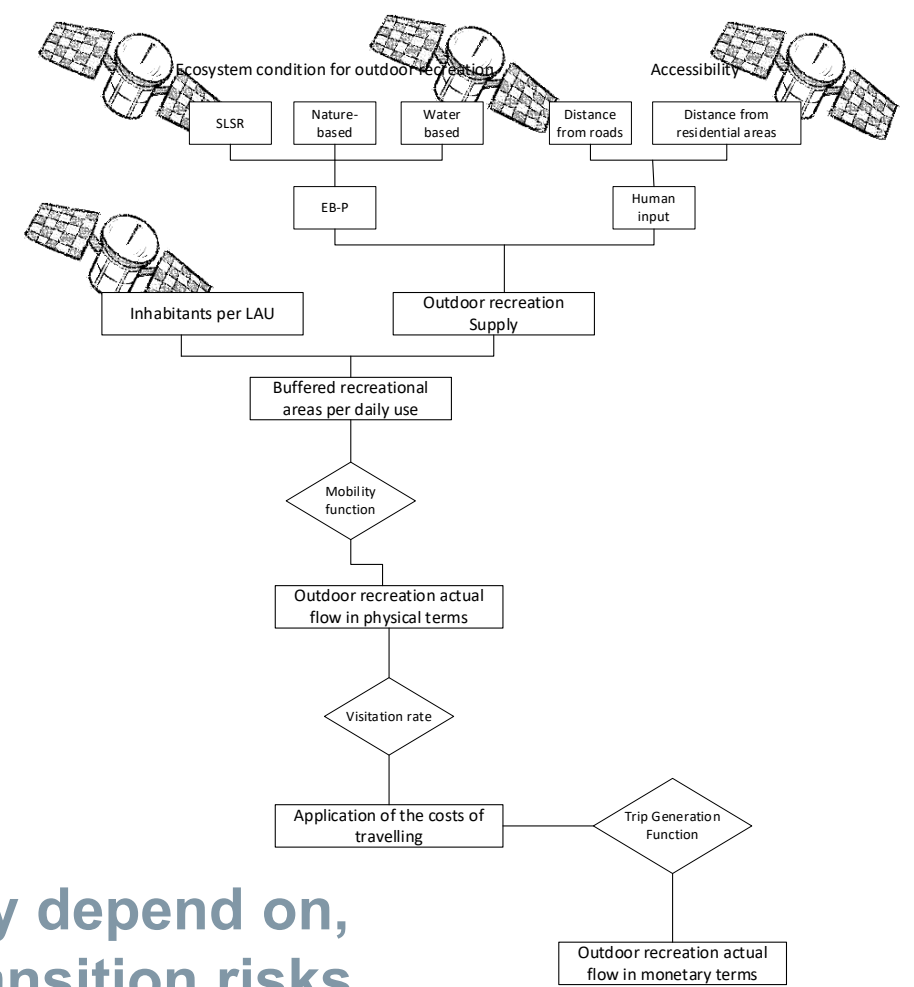 Ecosystem condition for outdoor recreation
Accessibility
SLSR
Nature-
based
Water
based
Distance
from roads
Distance from
residential areas
EB-P
Human
input
Inhabitants per LAU
Outdoor recreation
Supply
Buffered recreational
areas per daily use
Mobility
function
Outdoor recreation actual
flow in physical terms
Visitation rate
Application of the costs of
travelling
Trip Generation
Function
y depend on,
ansition risks
Outdoor recreation actual
flow in monetary terms